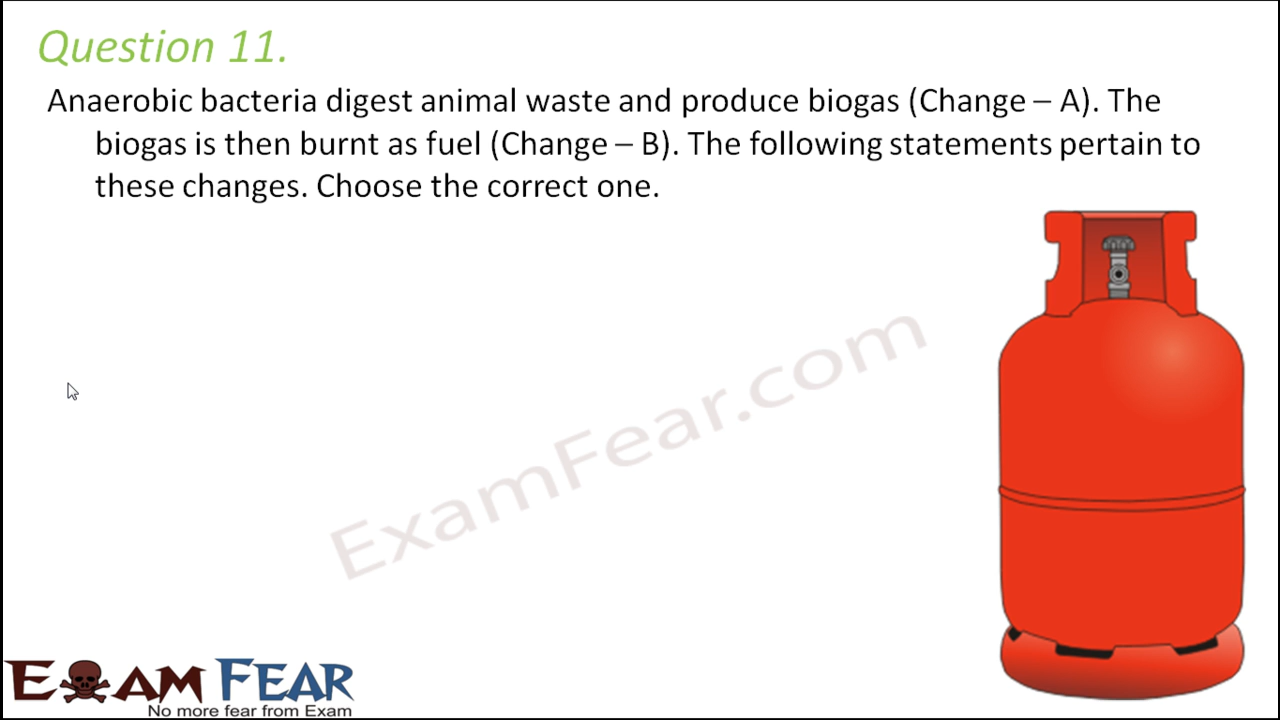 Question 11.
Anaerobic bacteria digest animal waste and produce biogas (Change – A). The
biogas is then burnt as fuel (Change – B). The following statements pertain to
these changes. Choose the correct one.
ExamFear.com
EXAM FEAR
No more fear from Exam